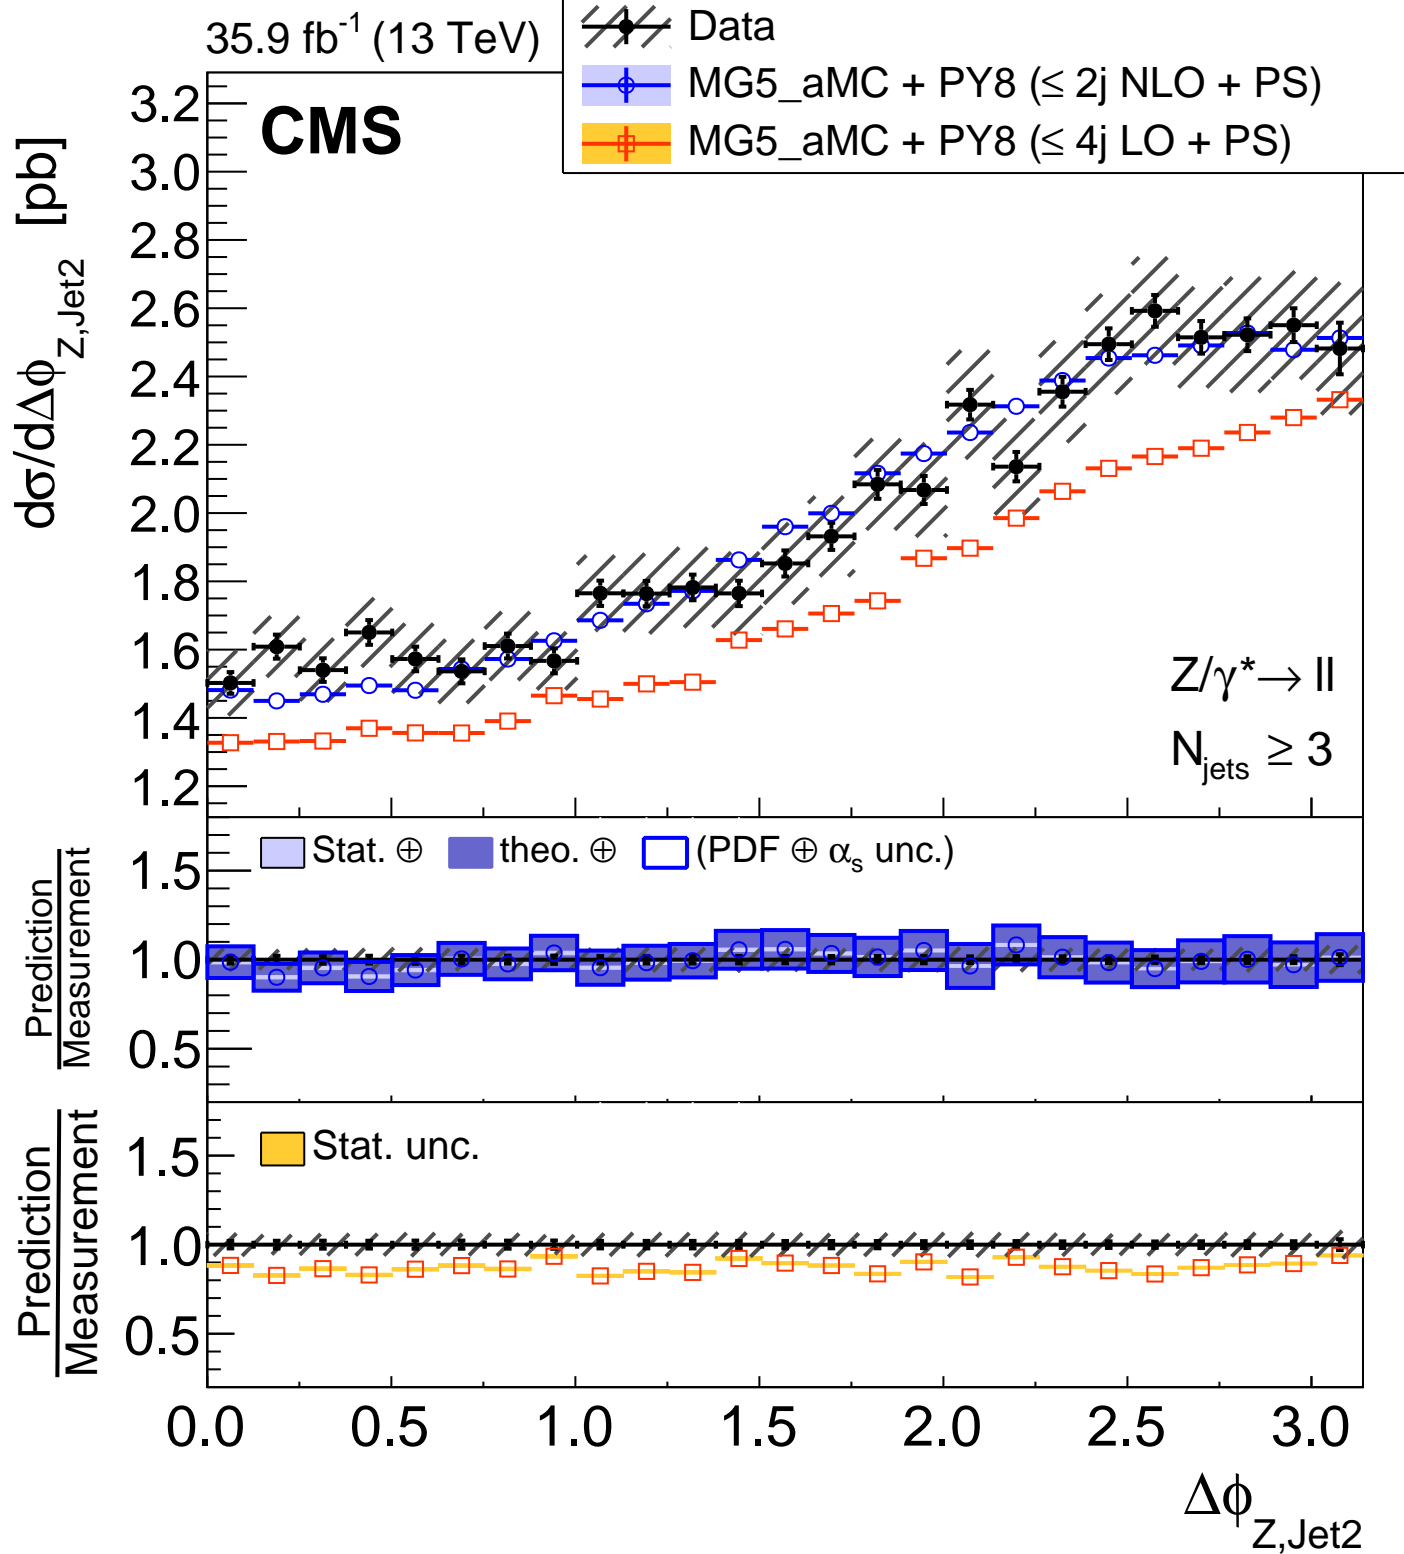 35.9 fb⁻¹ (13 TeV)
Data
MG5_aMC + PY8 (≤ 2j NLO + PS)
MG5_aMC + PY8 (≤ 4j LO + PS)
CMS
dσ/dΔϕ_Z,Jet2 [pb]
3.2
3.0
2.8
2.6
2.4
2.2
2.0
1.8
1.6
1.4
1.2
Z/γ*→ ll
N_jets ≥ 3
Prediction
Measurement
Stat. ⊕ theo. ⊕ (PDF ⊕ α_s unc.)
1.5
1.0
0.5
Prediction
Measurement
Stat. unc.
1.5
1.0
0.5
0.0 0.5 1.0 1.5 2.0 2.5 3.0
Δϕ_Z,Jet2